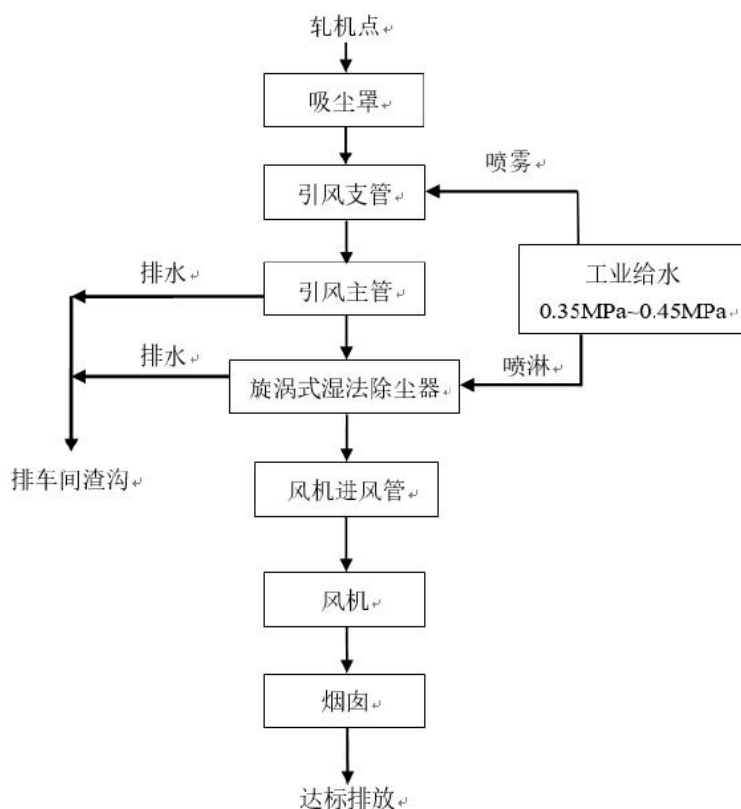 轧机点
吸尘罩
喷雾
引风支管
排水
引风主管
工业给水
0.35MPa~0.45MPa
排水
旋涡式湿法除尘器
喷淋
排车间渣沟
风机进风管
风机
烟囱
达标排放